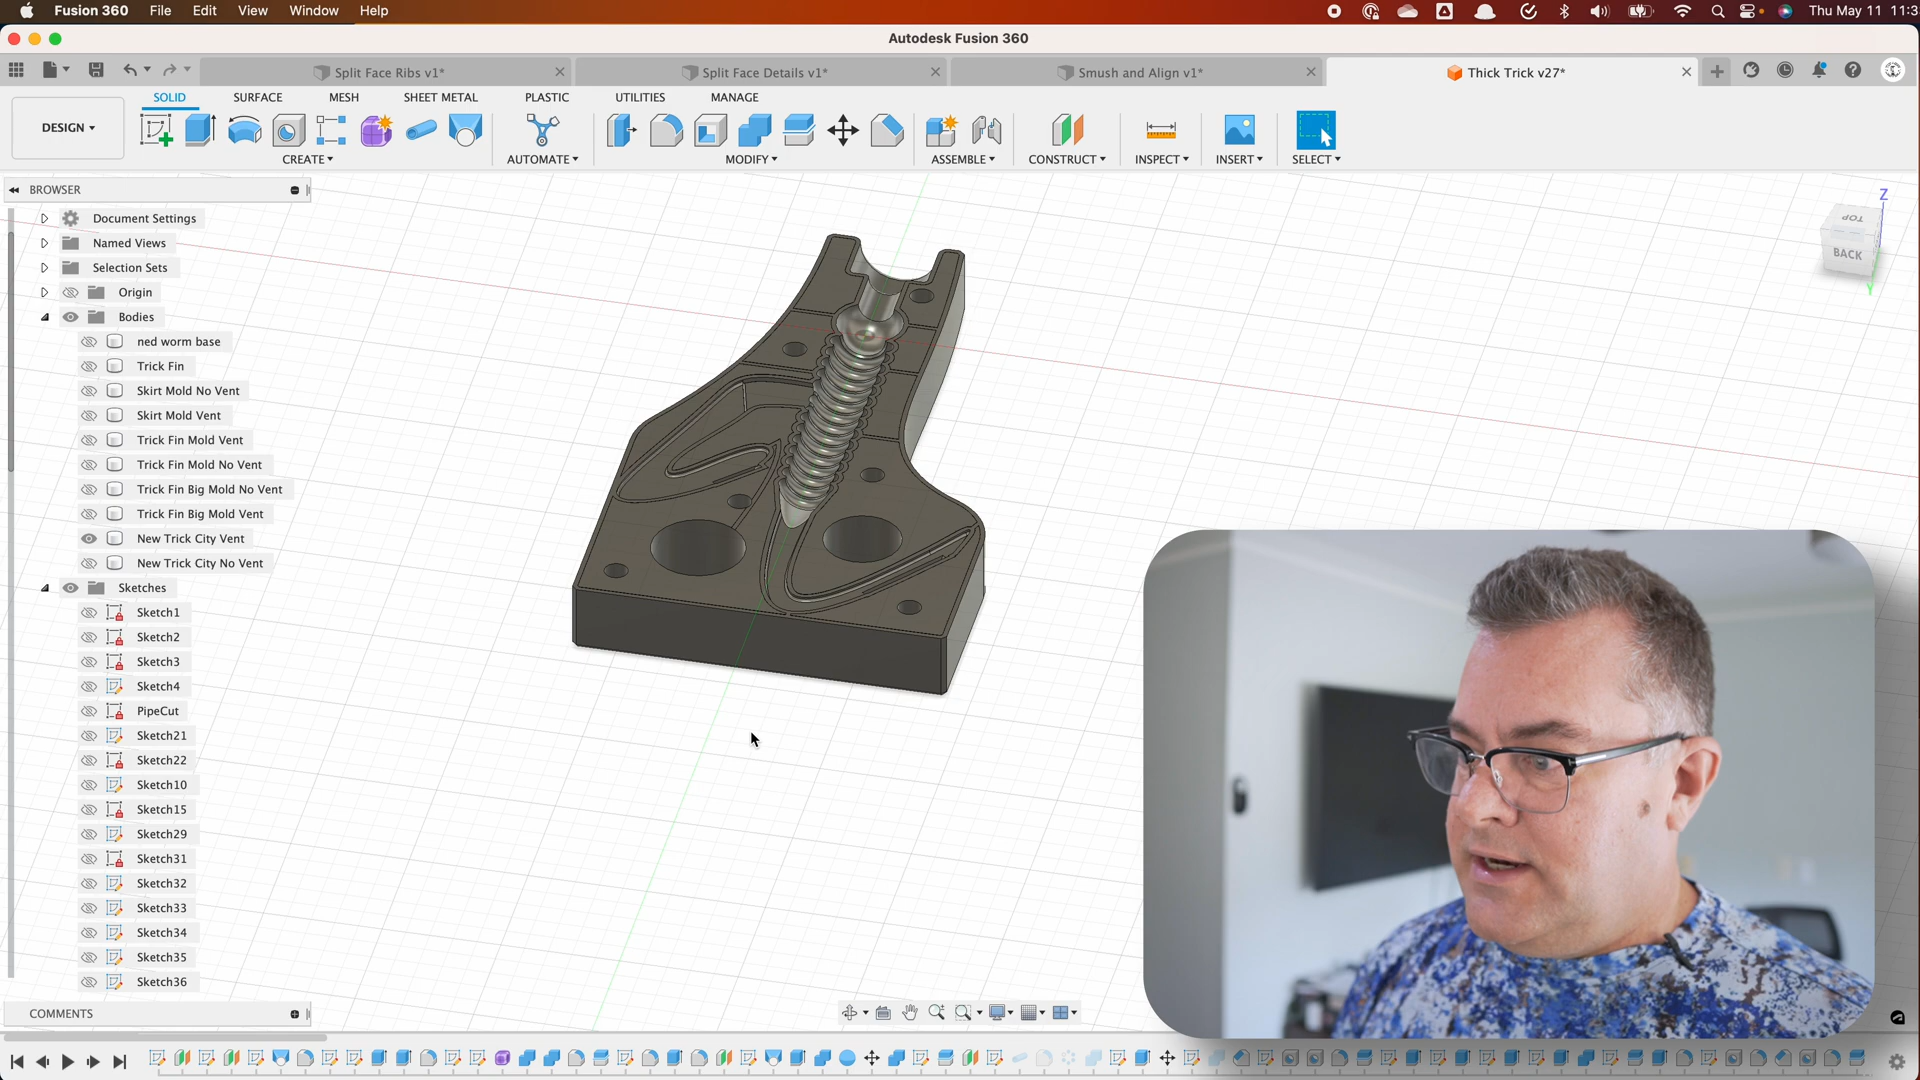 Fusion 360 File Edit View Window Help Thu May 11 11:3
Autodesk Fusion 360
Split Face Ribs v1* Split Face Details v1* Smush and Align v1* Thick Trick v27*
SOLID SURFACE MESH SHEET METAL PLASTIC UTILITIES MANAGE
DESIGN
CREATE AUTOMATE MODIFY ASSEMBLE CONSTRUCT INSPECT INSERT SELECT
BROWSER
Document Settings
Named Views
Selection Sets
Origin
Bodies
ned worm base
Trick Fin
Skirt Mold No Vent
Skirt Mold Vent
Trick Fin Mold Vent
Trick Fin Mold No Vent
Trick Fin Big Mold No Vent
Trick Fin Big Mold Vent
New Trick City Vent
New Trick City No Vent
Sketches
Sketch1
Sketch2
Sketch3
Sketch4
PipeCut
Sketch21
Sketch22
Sketch10
Sketch15
Sketch29
Sketch31
Sketch32
Sketch33
Sketch34
Sketch35
Sketch36
COMMENTS
Z
TOP
BACK
Y